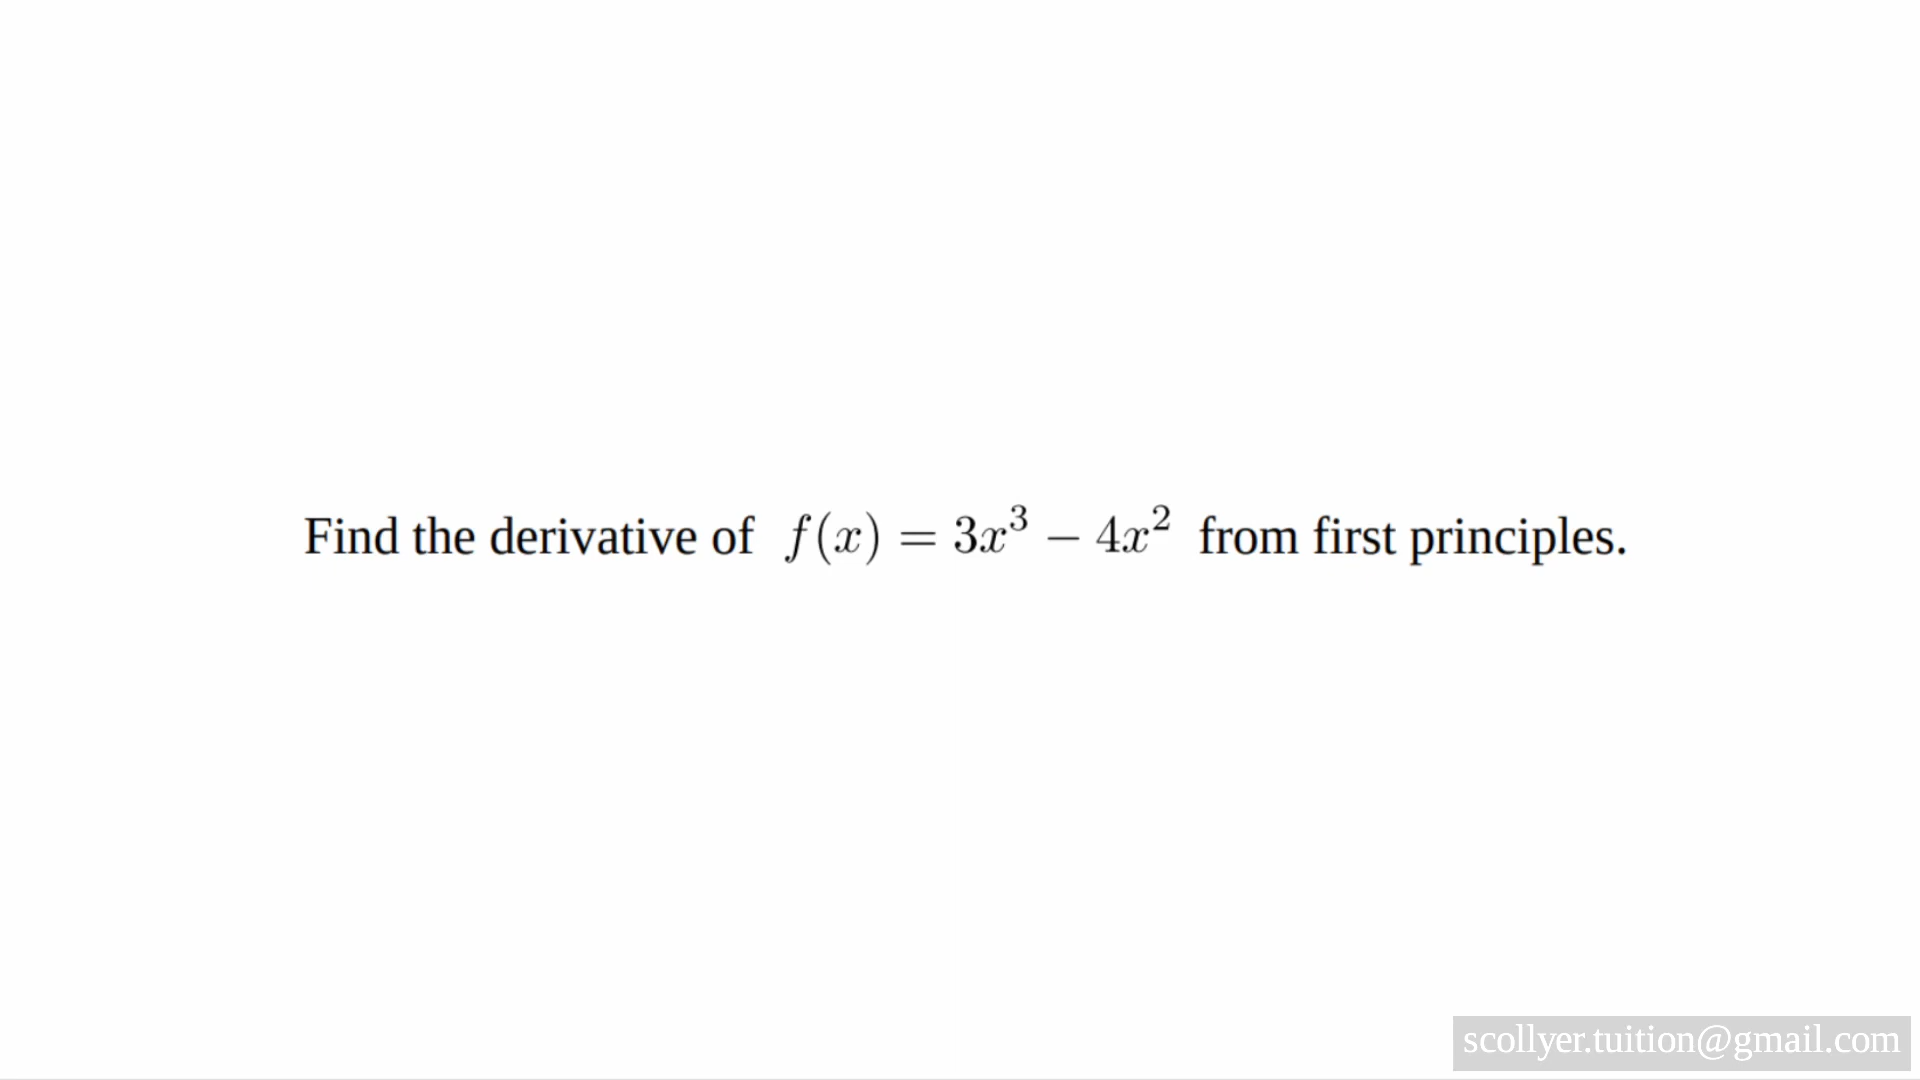 Find the derivative of f(x) = 3x³ − 4x² from first principles.
scollyer.tuition@gmail.com